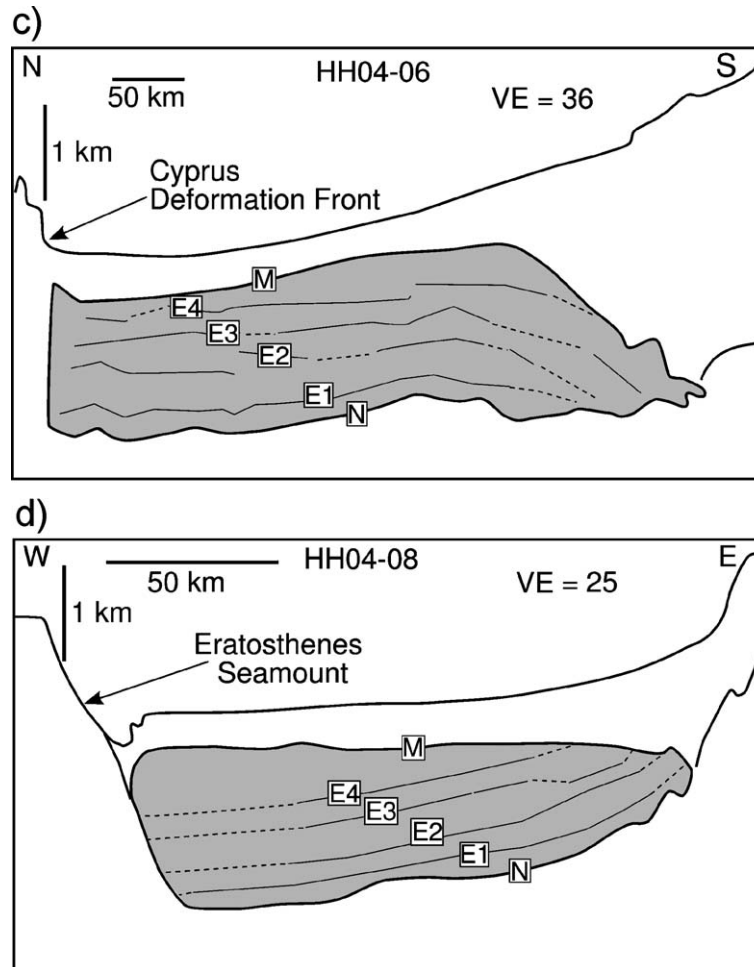 c)
N
50 km
HH04-06
S
VE = 36
1 km
Cyprus
Deformation Front
M
E4
E3
E2
E1
N
d)
W
50 km
HH04-08
E
VE = 25
1 km
Eratosthenes
Seamount
M
E4
E3
E2
E1
N